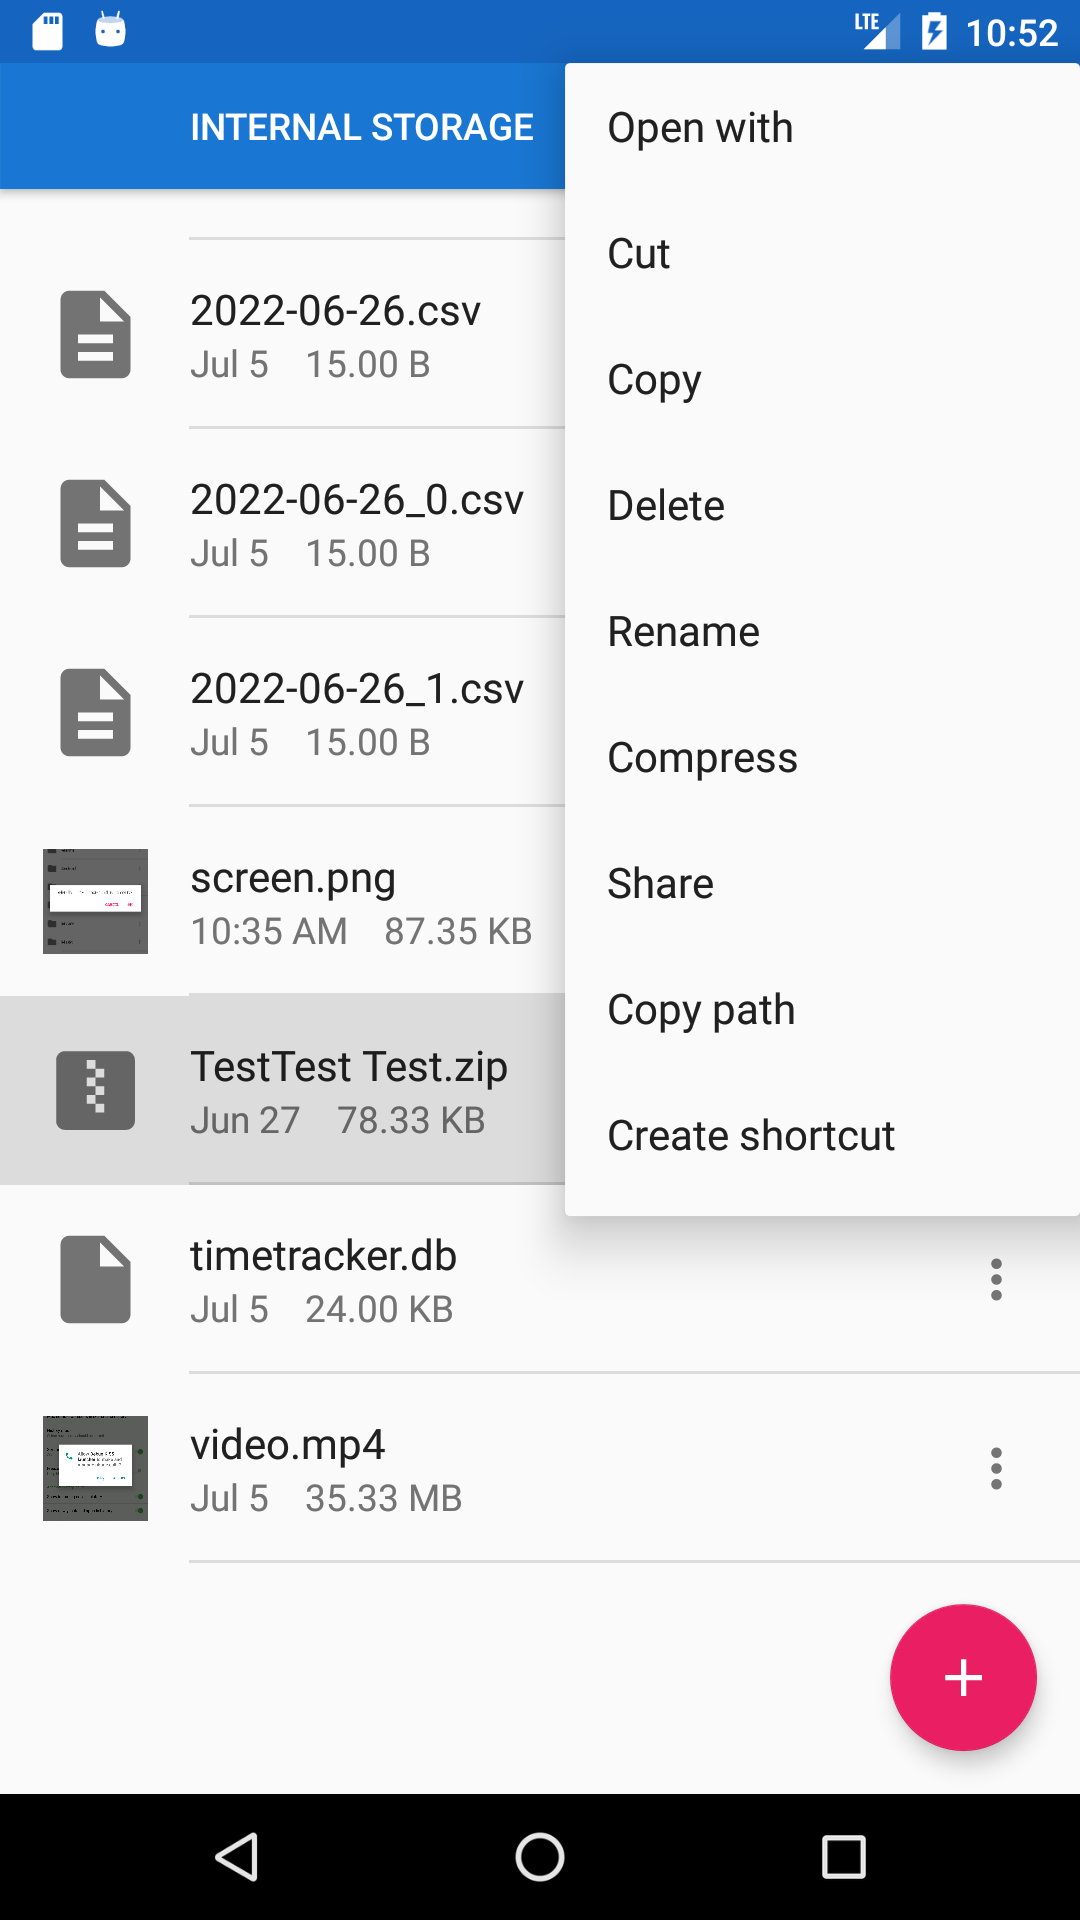 LTE 10:52
INTERNAL STORAGE
Open with
Cut
Copy
Delete
Rename
Compress
Share
Copy path
Create shortcut
2022-06-26.csv
Jul 5 15.00 B
2022-06-26_0.csv
Jul 5 15.00 B
2022-06-26_1.csv
Jul 5 15.00 B
screen.png
10:35 AM 87.35 KB
TestTest Test.zip
Jun 27 78.33 KB
timetracker.db
Jul 5 24.00 KB
video.mp4
Jul 5 35.33 MB